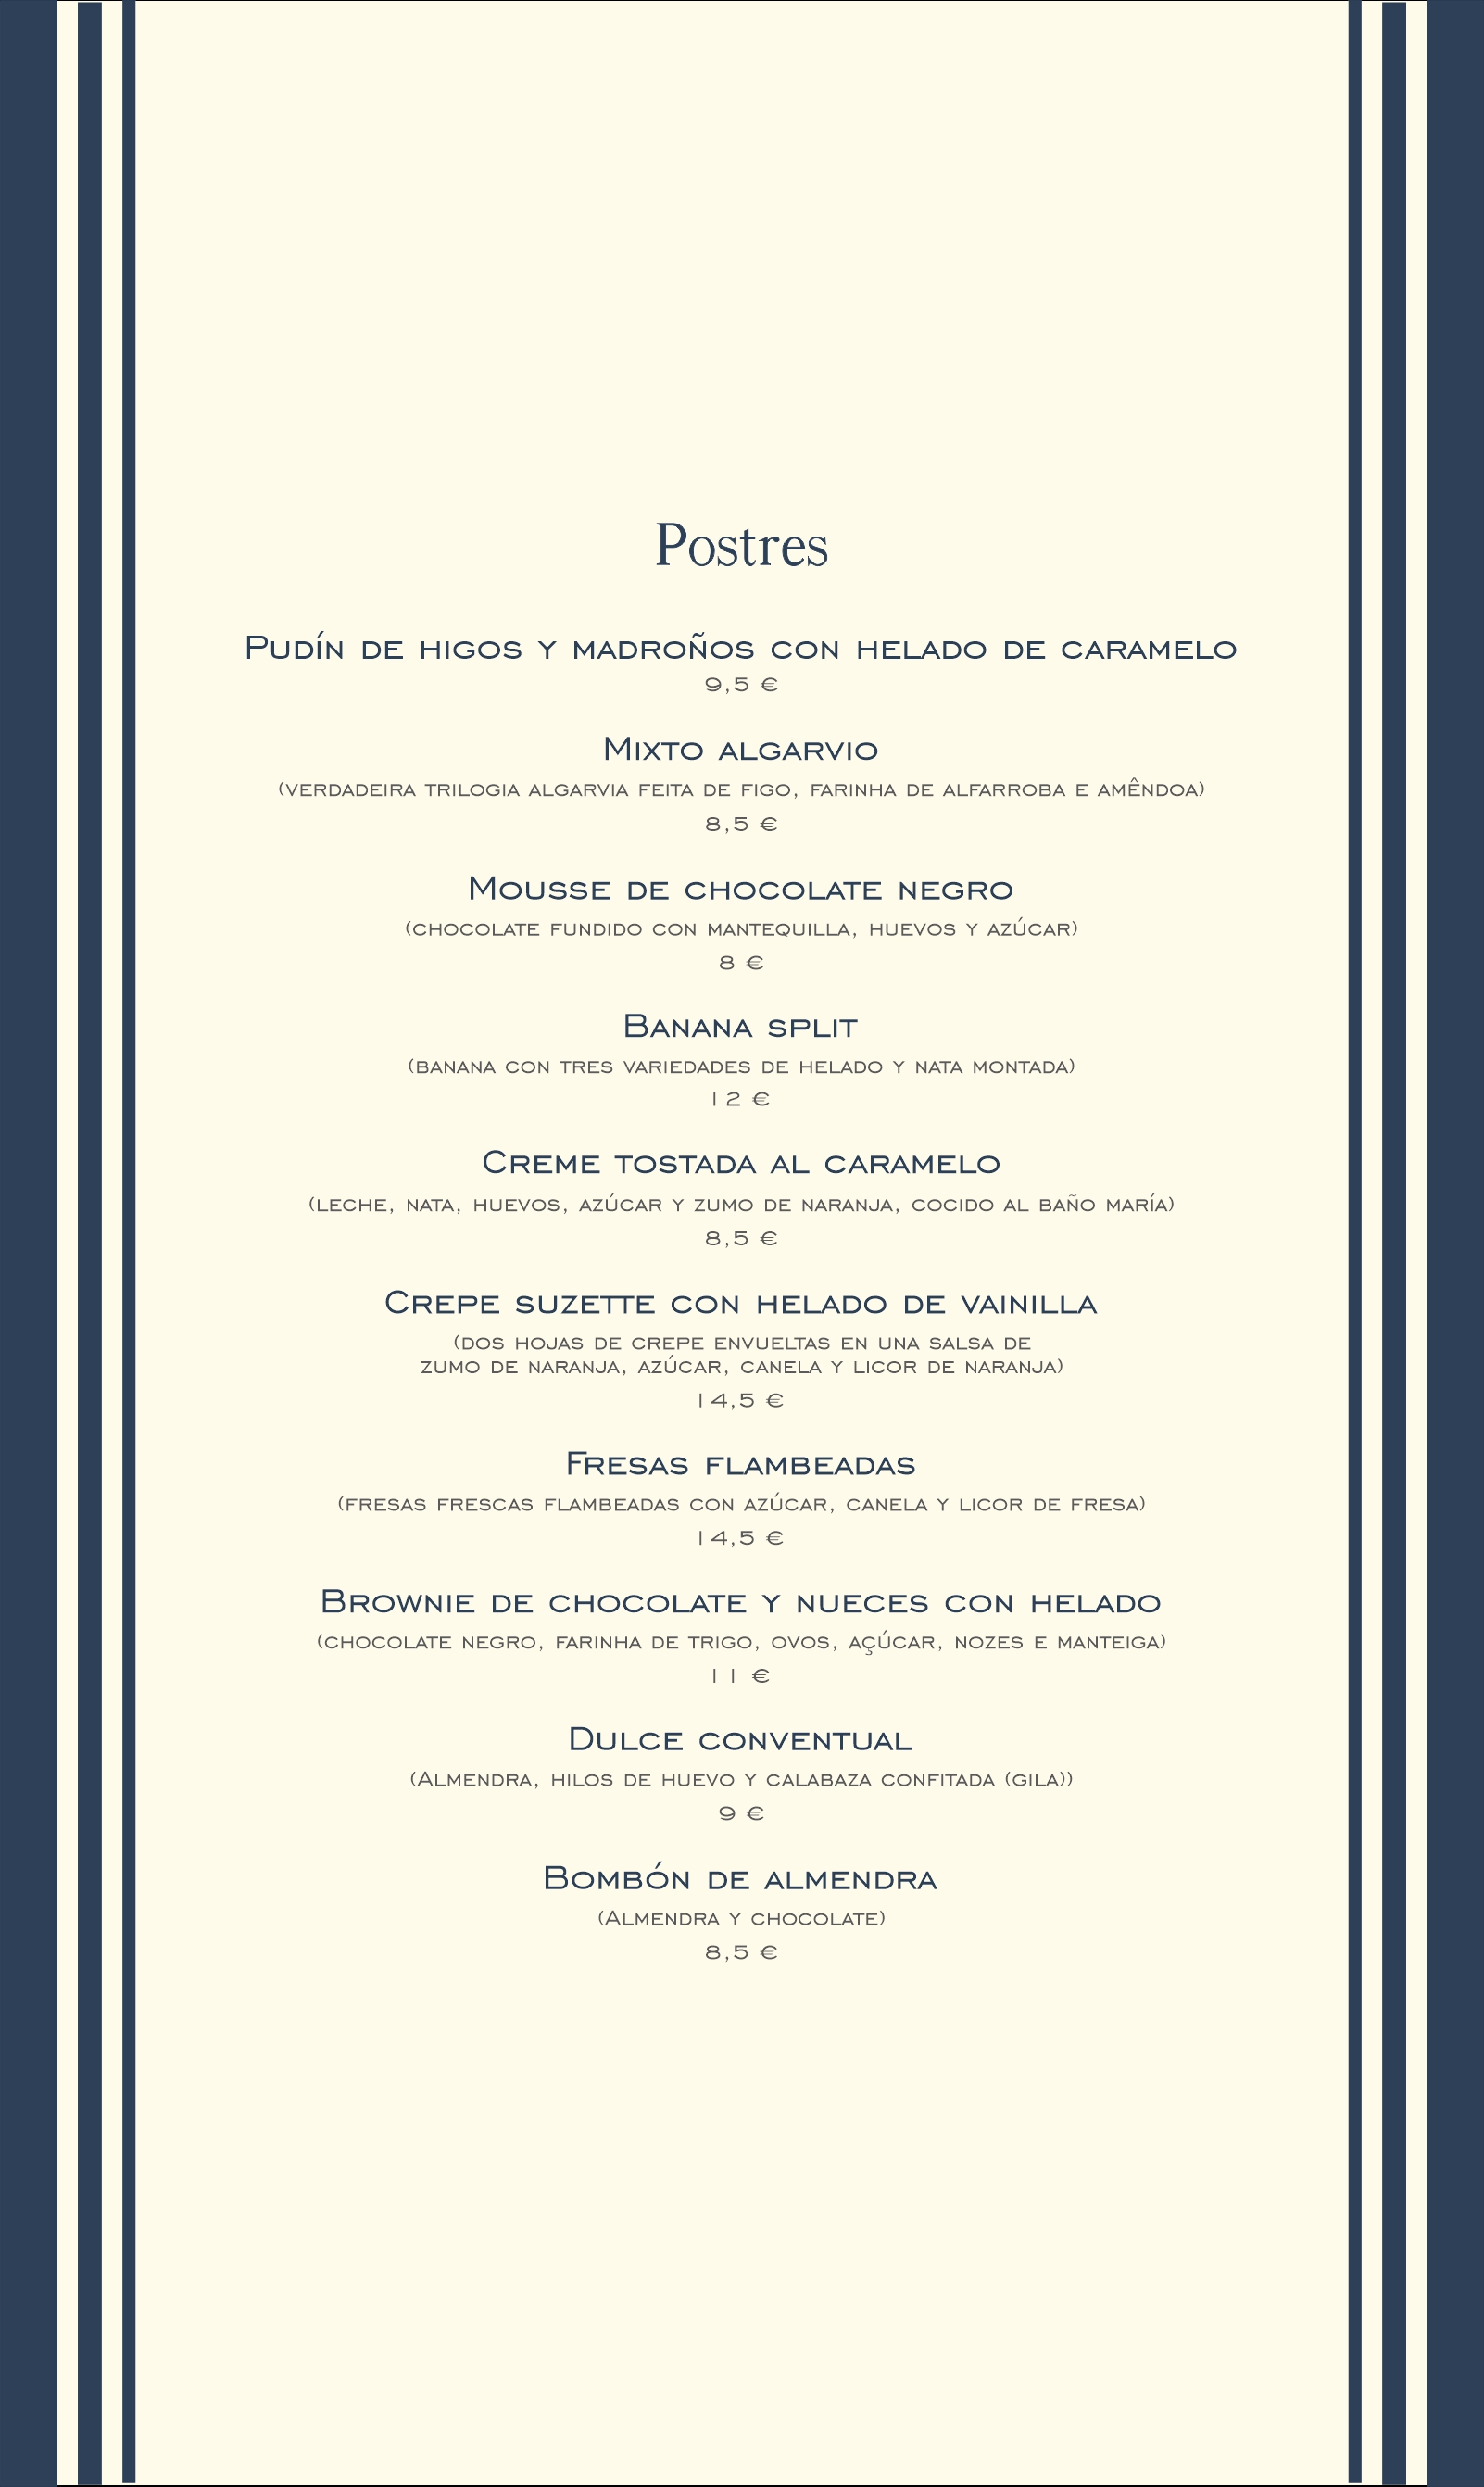 Postres
Pudín de higos y madroños con helado de caramelo
9,5 €
Mixto algarvio
(verdadeira trilogia algarvia feita de figo, farinha de alfarroba e amêndoa)
8,5 €
Mousse de chocolate negro
(chocolate fundido con mantequilla, huevos y azúcar)
8 €
Banana split
(banana con tres variedades de helado y nata montada)
12 €
Creme tostada al caramelo
(leche, nata, huevos, azúcar y zumo de naranja, cocido al baño maría)
8,5 €
Crepe suzette con helado de vainilla
(dos hojas de crepe envueltas en una salsa de
zumo de naranja, azúcar, canela y licor de naranja)
14,5 €
Fresas flambeadas
(fresas frescas flambeadas con azúcar, canela y licor de fresa)
14,5 €
Brownie de chocolate y nueces con helado
(chocolate negro, farinha de trigo, ovos, açúcar, nozes e manteiga)
11 €
Dulce conventual
(Almendra, hilos de huevo y calabaza confitada (gila))
9 €
Bombón de almendra
(Almendra y chocolate)
8,5 €